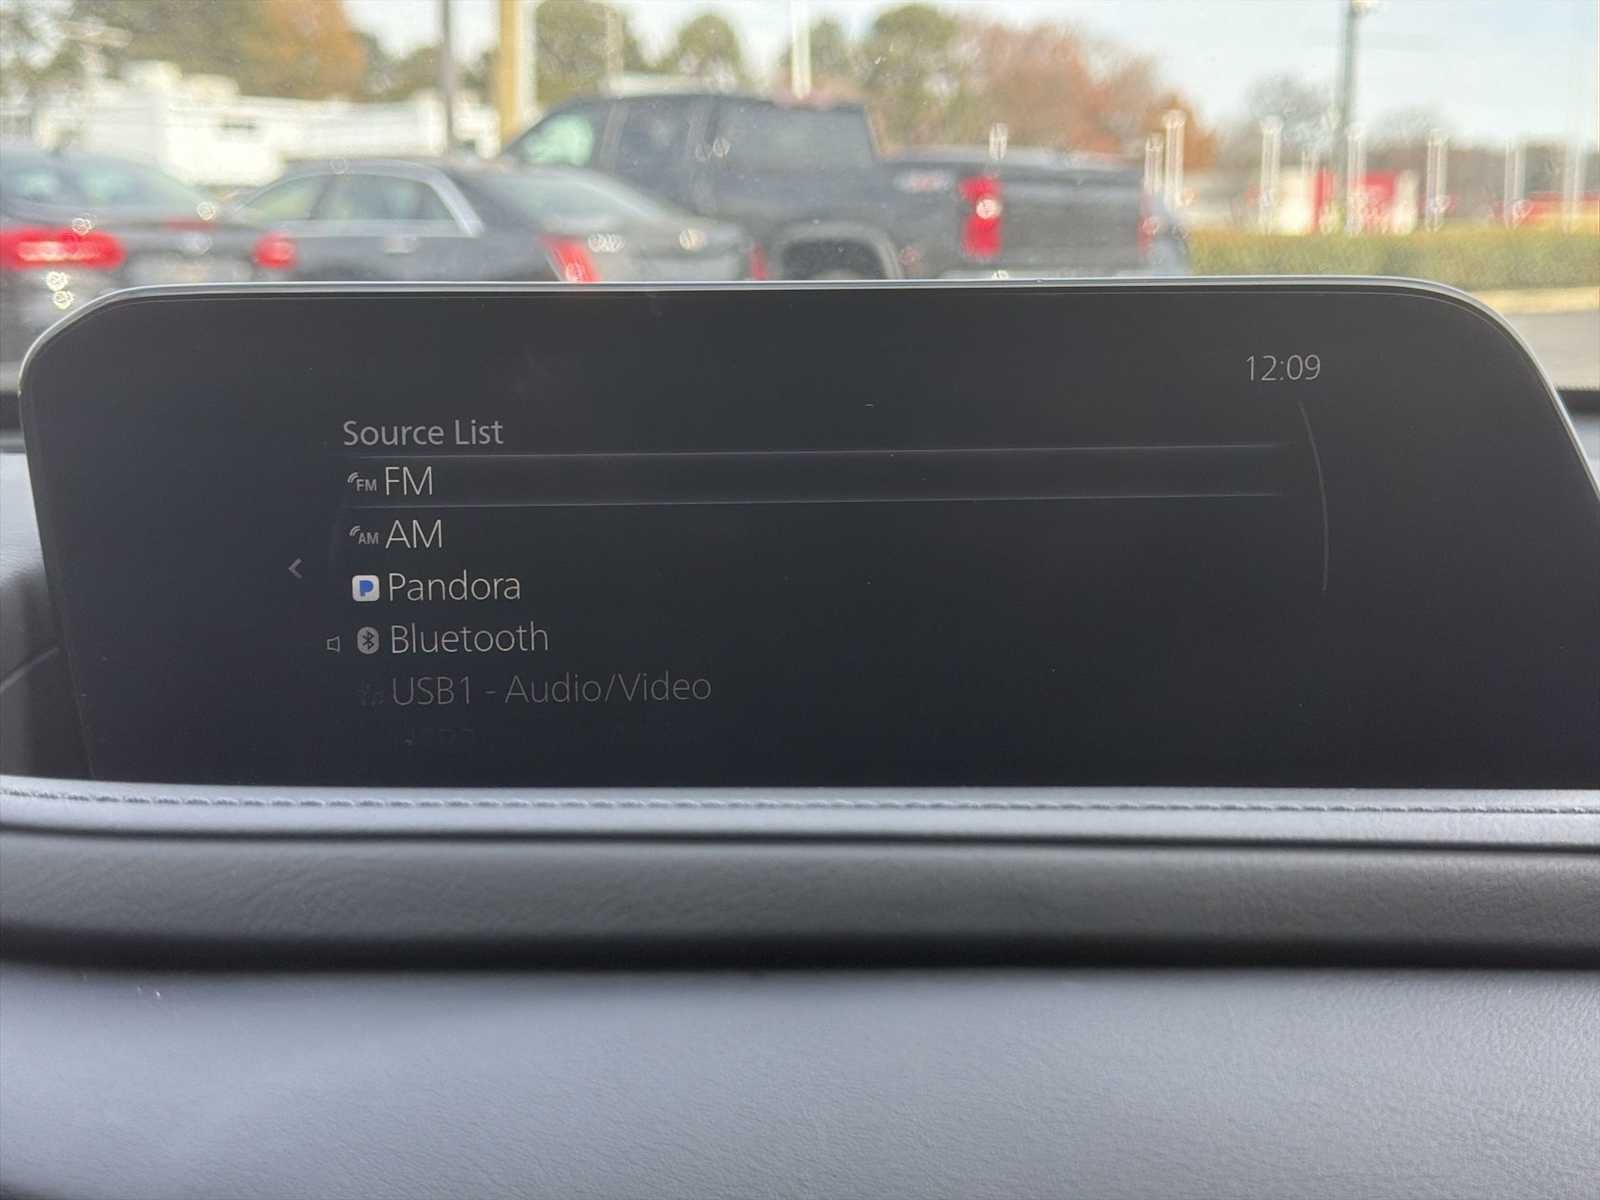 12:09
Source List
FM FM
AM AM
Pandora
Bluetooth
USB1 - Audio/Video